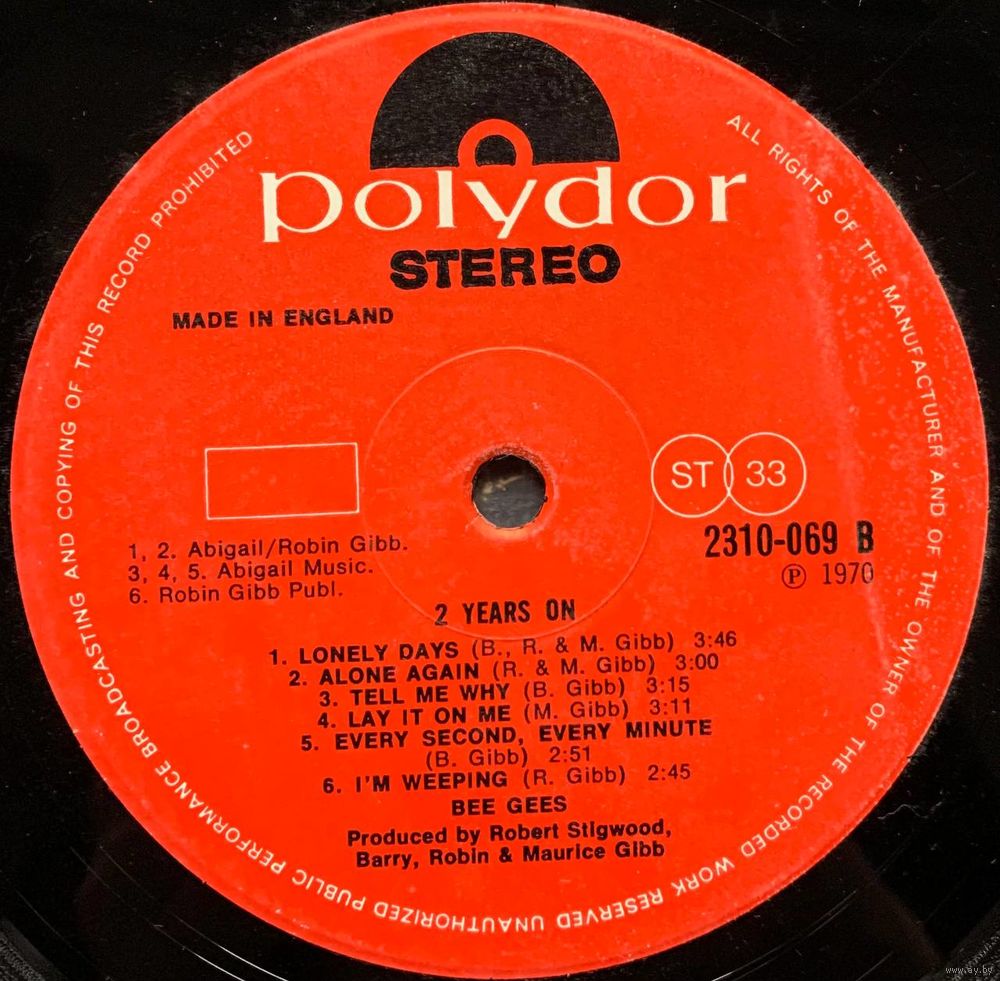 polydor
STEREO
MADE IN ENGLAND
ALL RIGHTS OF THE MANUFACTURER AND OF THE OWNER OF THE RECORDED WORK RESERVED UNAUTHORIZED PUBLIC PERFORMANCE BROADCASTING AND COPYING OF THIS RECORD PROHIBITED
ST 33
2310-069 B
℗ 1970
1, 2. Abigail/Robin Gibb.
3, 4, 5. Abigail Music.
6. Robin Gibb Publ.
2 YEARS ON
1. LONELY DAYS (B., R. & M. Gibb) 3:46
2. ALONE AGAIN (R. & M. Gibb) 3:00
3. TELL ME WHY (B. Gibb) 3:15
4. LAY IT ON ME (M. Gibb) 3:11
5. EVERY SECOND, EVERY MINUTE
(B. Gibb) 2:51
6. I'M WEEPING (R. Gibb) 2:45
BEE GEES
Produced by Robert Stigwood,
Barry, Robin & Maurice Gibb
www.ay.by